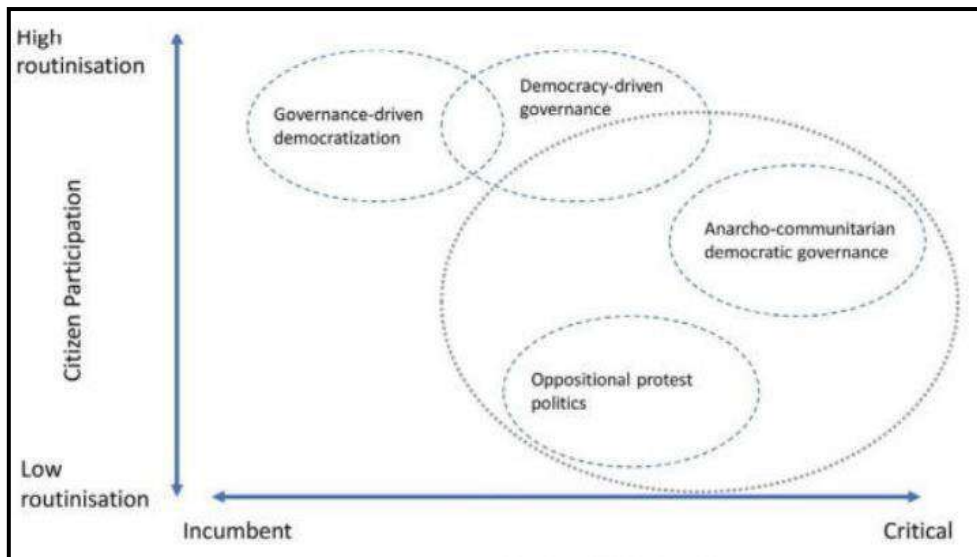 High
routinisation
Democracy-driven
governance
Governance-driven
democratization
Citizen Participation
Anarcho-communitarian
democratic governance
Oppositional protest
politics
Low
routinisation
Incumbent
Critical